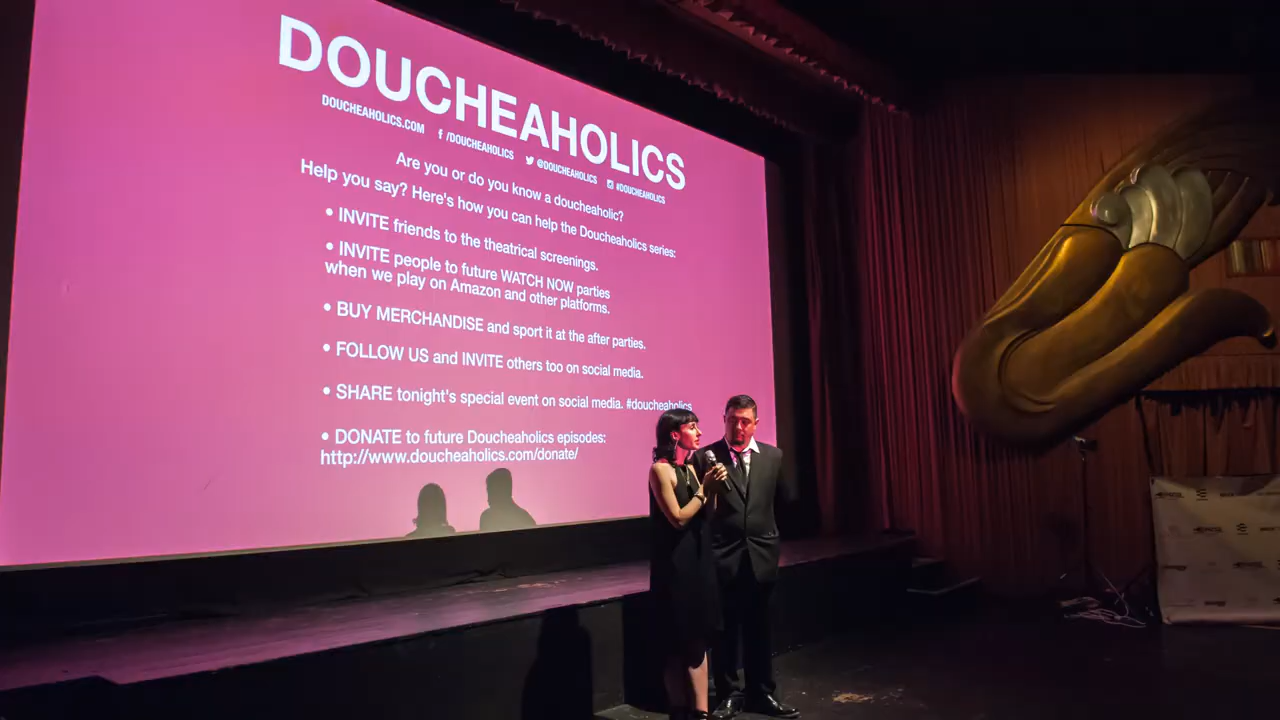 DOUCHEAHOLICS
DOUCHEAHOLICS.COM f /DOUCHEAHOLICS @DOUCHEAHOLICS #DOUCHEAHOLICS
Are you or do you know a doucheaholic?
Help you say? Here's how you can help the Doucheaholics series:
• INVITE friends to the theatrical screenings.
• INVITE people to future WATCH NOW parties
when we play on Amazon and other platforms.
• BUY MERCHANDISE and sport it at the after parties.
• FOLLOW US and INVITE others too on social media.
• SHARE tonight's special event on social media. #doucheaholics
• DONATE to future Doucheaholics episodes:
http://www.doucheaholics.com/donate/